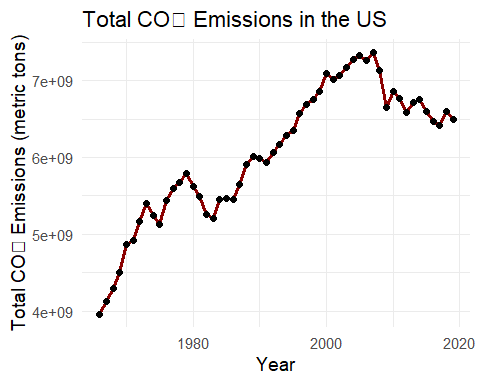 Total CO□ Emissions in the US
Total CO□ Emissions (metric tons)
7e+09
6e+09
5e+09
4e+09
1980
2000
2020
Year